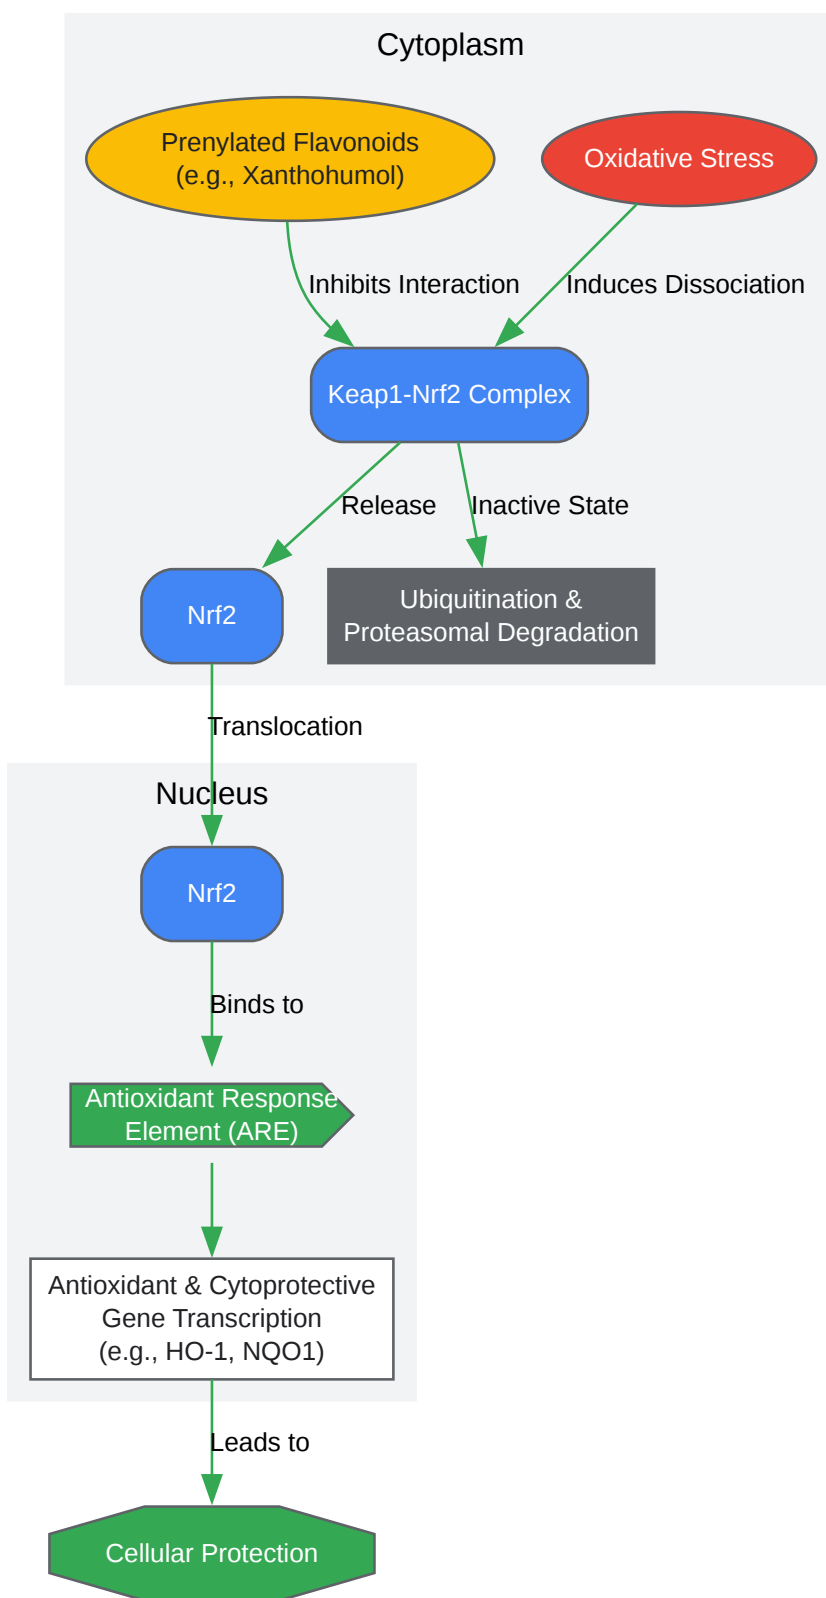 Cytoplasm
Prenylated Flavonoids
(e.g., Xanthohumol)
Oxidative Stress
Inhibits Interaction
Induces Dissociation
Keap1-Nrf2 Complex
Release
Inactive State
Nrf2
Ubiquitination &
Proteasomal Degradation
Translocation
Nucleus
Nrf2
Binds to
Antioxidant Response
Element (ARE)
Antioxidant & Cytoprotective
Gene Transcription
(e.g., HO-1, NQO1)
Leads to
Cellular Protection